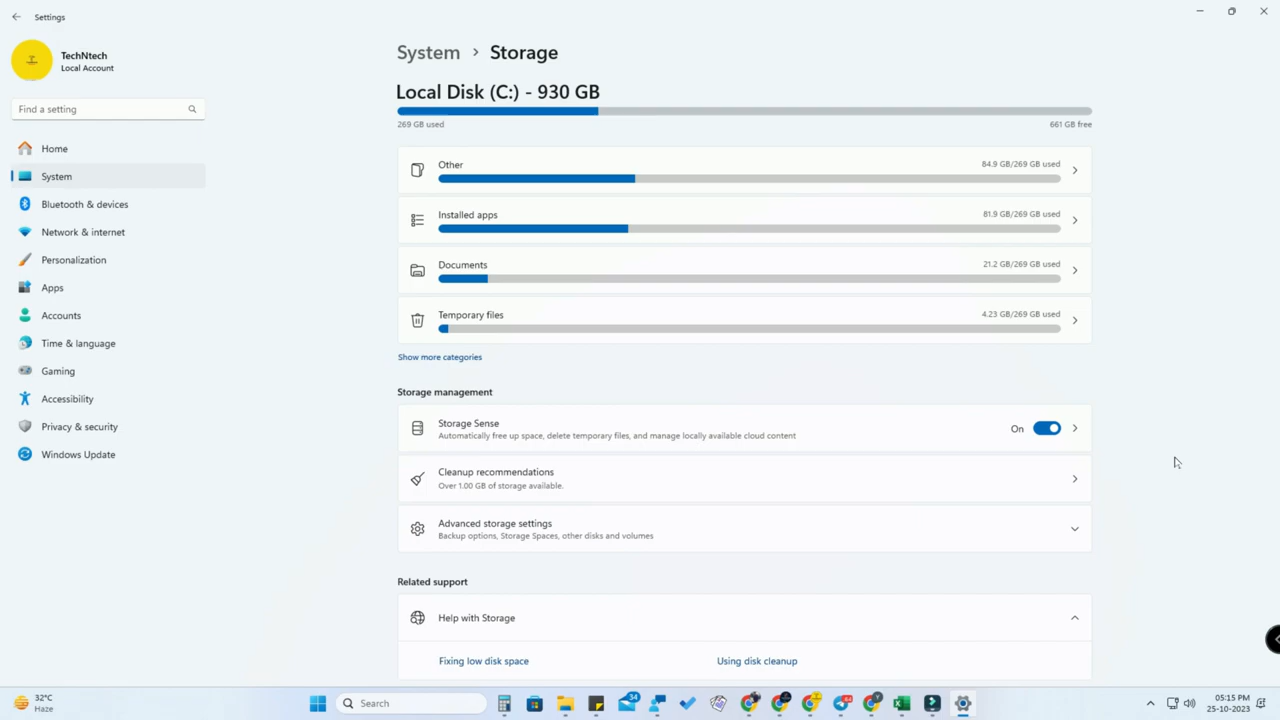 Settings
TechNtech
Local Account
Find a setting
Home
System
Bluetooth & devices
Network & internet
Personalization
Apps
Accounts
Time & language
Gaming
Accessibility
Privacy & security
Windows Update
System > Storage
Local Disk (C:) - 930 GB
269 GB used
661 GB free
Other
84.9 GB/269 GB used
Installed apps
81.9 GB/269 GB used
Documents
21.2 GB/269 GB used
Temporary files
4.23 GB/269 GB used
Show more categories
Storage management
Storage Sense
Automatically free up space, delete temporary files, and manage locally available cloud content
On
Cleanup recommendations
Over 1.00 GB of storage available.
Advanced storage settings
Backup options, Storage Spaces, other disks and volumes
Related support
Help with Storage
Fixing low disk space
Using disk cleanup
32°C
Haze
Search
34
05:15 PM
25-10-2023